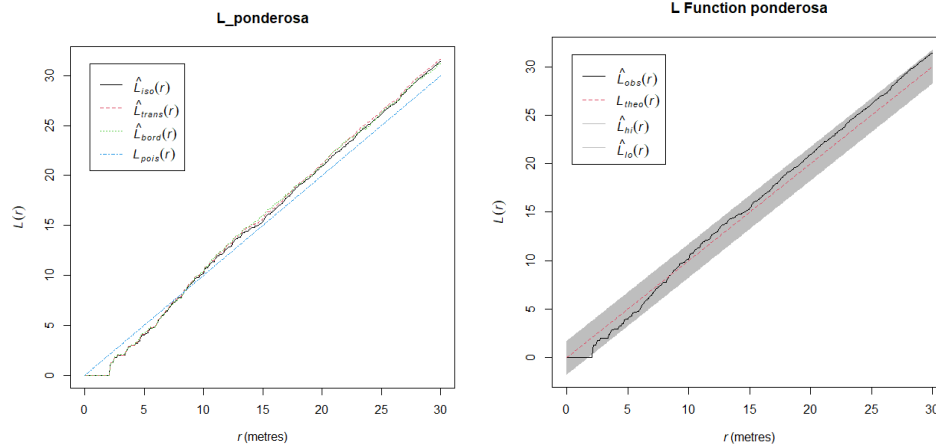 L_ponderosa
L̂iso(r)
L̂trans(r)
L̂bord(r)
Lpois(r)
L(r)
0 5 10 15 20 25 30
0 5 10 15 20 25 30
r (metres)
L Function ponderosa
L̂obs(r)
Ltheo(r)
L̂hi(r)
L̂lo(r)
L(r)
0 5 10 15 20 25 30
0 5 10 15 20 25 30
r (metres)